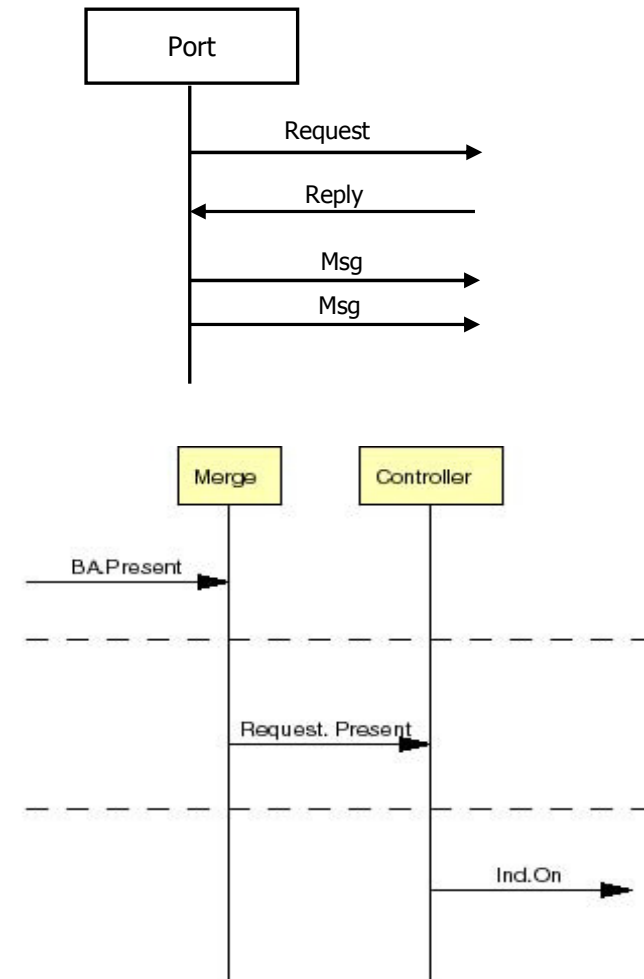 Port
Request
Reply
Msg
Msg
Merge
Controller
BA.Present
Request. Present
Ind.On